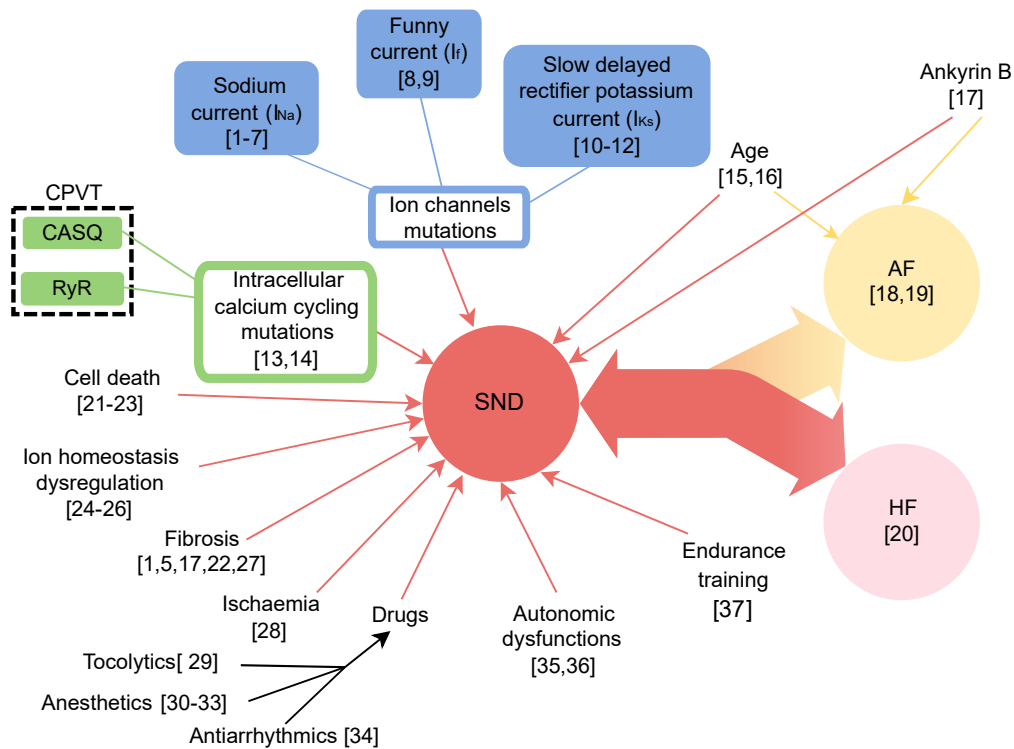 Funny
current (If)
[8,9]
Sodium
current (INa)
[1-7]
Slow delayed
rectifier potassium
current (IKs)
[10-12]
Ankyrin B
[17]
Age
[15,16]
CPVT
CASQ
RyR
Ion channels
mutations
Intracellular
calcium cycling
mutations
[13,14]
AF
[18,19]
SND
HF
[20]
Cell death
[21-23]
Ion homeostasis
dysregulation
[24-26]
Fibrosis
[1,5,17,22,27]
Ischaemia
[28]
Drugs
Tocolytics[ 29]
Anesthetics [30-33]
Antiarrhythmics [34]
Autonomic
dysfunctions
[35,36]
Endurance
training
[37]